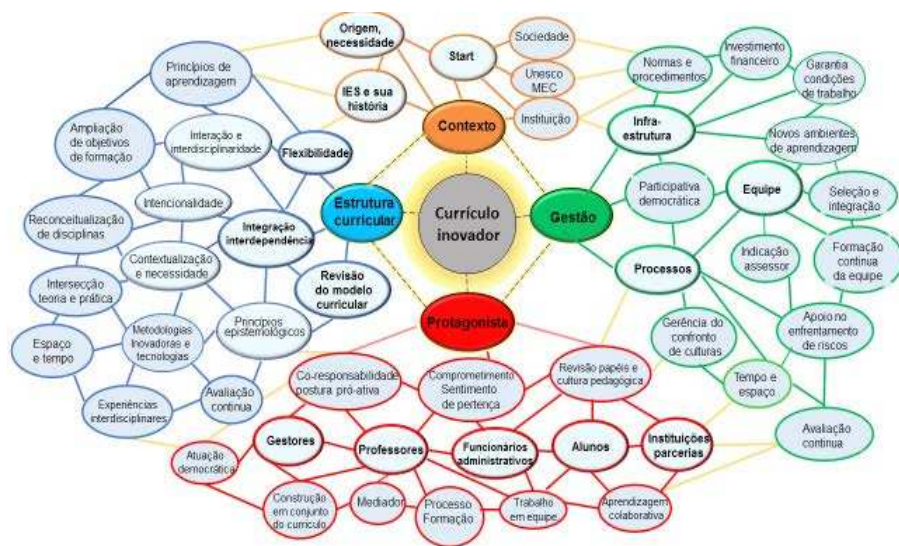 Origem,
necessidade
Start
Sociedade
Unesco
MEC
Instituição
IES e sua
história
Contexto
Normas e
procedimentos
Investimento
financeiro
Garantia
condições
de trabalho
Infra-
estrutura
Novos ambientes
de aprendizagem
Participativa
democrática
Equipe
Seleção e
integração
Gestão
Processos
Indicação
assessor
Formação
continua
da equipe
Gerência do
confronto
de culturas
Apoio no
enfrentamento
de riscos
Tempo e
espaço
Avaliação
continua
Princípios de
aprendizagem
Ampliação
de objetivos
de formação
Interação e
interdisciplinaridade
Flexibilidade
Intencionalidade
Estrutura
curricular
Currículo
inovador
Reconceitualização
de disciplinas
Integração
interdependência
Contextualização
e necessidade
Revisão
do modelo
curricular
Intersecção
teoria e prática
Espaço
e tempo
Metodologias
Inovadoras e
tecnologias
Princípios
epistemológicos
Experiências
interdisciplinares
Avaliação
continua
Protagonista
Co-responsabilidade
postura pró-ativa
Comprometimento
Sentimento
de pertença
Revisão papéis e
cultura pedagógica
Gestores
Professores
Funcionários
administrativos
Alunos
Instituições
parcerias
Atuação
democrática
Construção
em conjunto
do curriculo
Mediador
Processo
Formação
Trabalho
em equipe
Aprendizagem
colaborativa